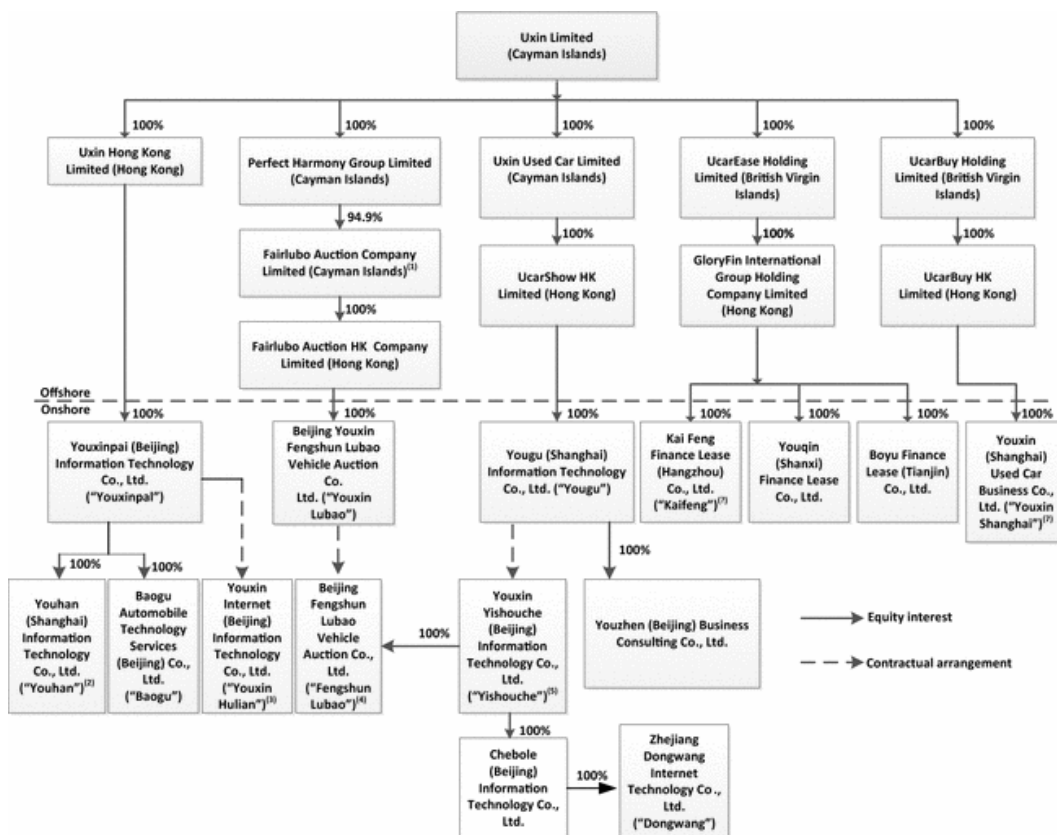 Uxin Limited
(Cayman Islands)
100%
100%
100%
100%
100%
Uxin Hong Kong
Limited (Hong Kong)
Perfect Harmony Group Limited
(Cayman Islands)
Uxin Used Car Limited
(Cayman Islands)
UcarEase Holding
Limited (British Virgin
Islands)
UcarBuy Holding
Limited (British Virgin
Islands)
94.9%
100%
100%
100%
Fairlubo Auction Company
Limited (Cayman Islands)(1)
UcarShow HK
Limited (Hong Kong)
GloryFin International
Group Holding
Company Limited
(Hong Kong)
UcarBuy HK
Limited (Hong Kong)
100%
Fairlubo Auction HK Company
Limited (Hong Kong)
Offshore
Onshore
100%
100%
100%
100%
100%
100%
100%
Youxinpai (Beijing)
Information Technology
Co., Ltd.
(“Youxinpal”)
Beijing Youxin
Fengshun Lubao
Vehicle Auction
Co.
Ltd. (“Youxin
Lubao”)
Yougu (Shanghai)
Information Technology
Co., Ltd. (“Yougu”)
Kai Feng
Finance Lease
(Hangzhou)
Co., Ltd.
(“Kaifeng”)(7)
Youqin (Shanxi)
Finance Lease
Co., Ltd.
Boyu Finance
Lease (Tianjin)
Co., Ltd.
Youxin
(Shanghai)
Used Car
Business Co.,
Ltd. (“Youxin
Shanghai”)(7)
100%
100%
100%
Youhan
(Shanghai)
Information
Technology
Co., Ltd.
(“Youhan”)(2)
Baogu
Automobile
Technology
Services
(Beijing) Co.,
Ltd.
(“Baogu”)
Youxin
Internet
(Beijing)
Information
Technology
Co., Ltd.
(“Youxin
Hulian”)(3)
Beijing
Fengshun
Lubao
Vehicle
Auction Co.,
Ltd.
(“Fengshun
Lubao”)(4)
100%
Youxin
Yishouche
(Beijing)
Information
Technology Co.,
Ltd.
(“Yishouche”)(5)
Youzhen (Beijing) Business
Consulting Co., Ltd.
Equity interest
Contractual arrangement
100%
Chebole
(Beijing)
Information
Technology Co.,
Ltd.
100%
Zhejiang
Dongwang
Internet
Technology Co.,
Ltd.
(“Dongwang”)